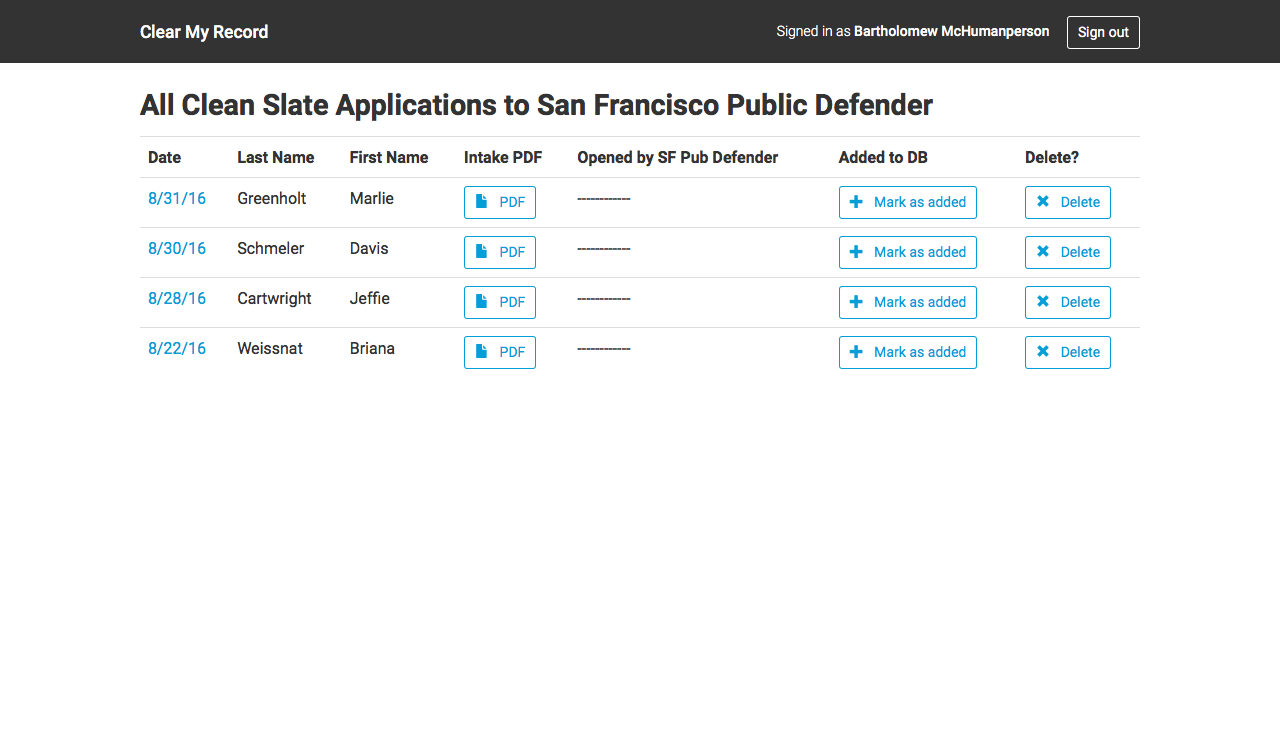 Clear My Record Signed in as Bartholomew McHumanperson Sign out
All Clean Slate Applications to San Francisco Public Defender
Date Last Name First Name Intake PDF Opened by SF Pub Defender Added to DB Delete?
8/31/16 Greenholt Marlie PDF ------------ Mark as added Delete
8/30/16 Schmeler Davis PDF ------------ Mark as added Delete
8/28/16 Cartwright Jeffie PDF ------------ Mark as added Delete
8/22/16 Weissnat Briana PDF ------------ Mark as added Delete